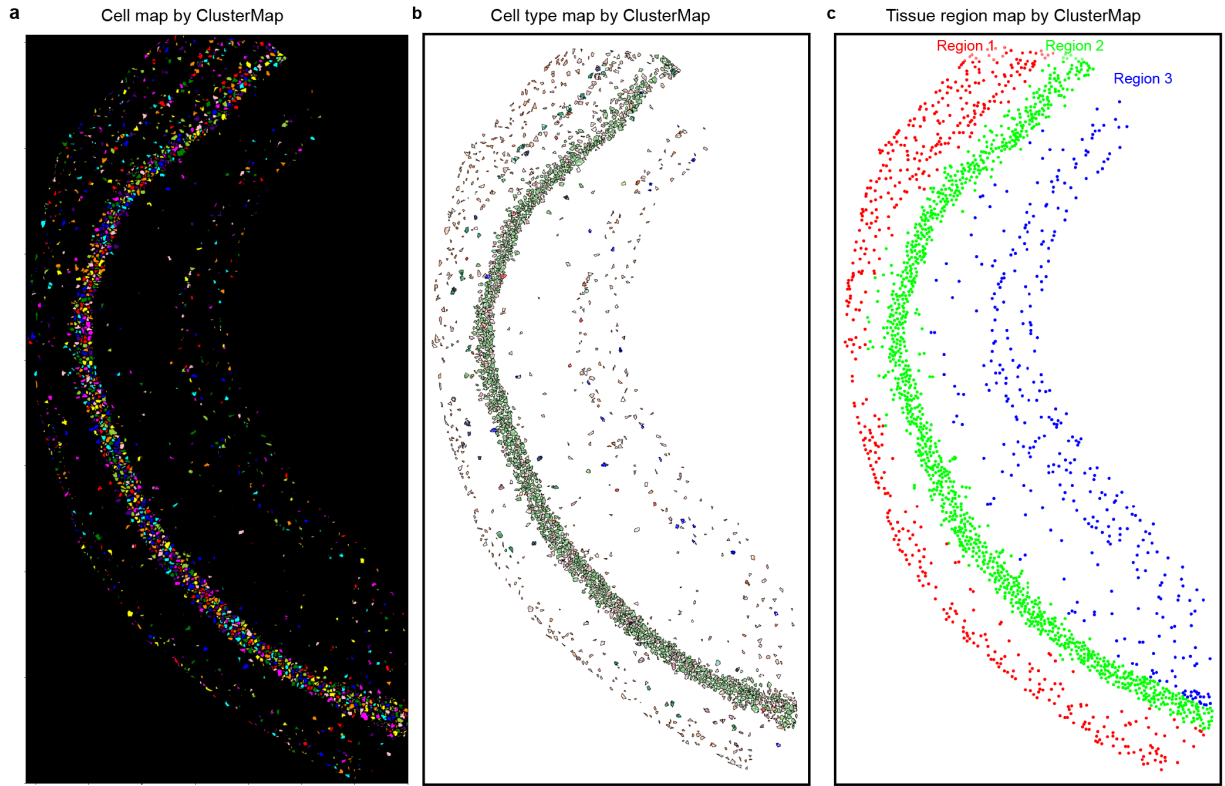 a Cell map by ClusterMap
b Cell type map by ClusterMap
c Tissue region map by ClusterMap
Region 1
Region 2
Region 3